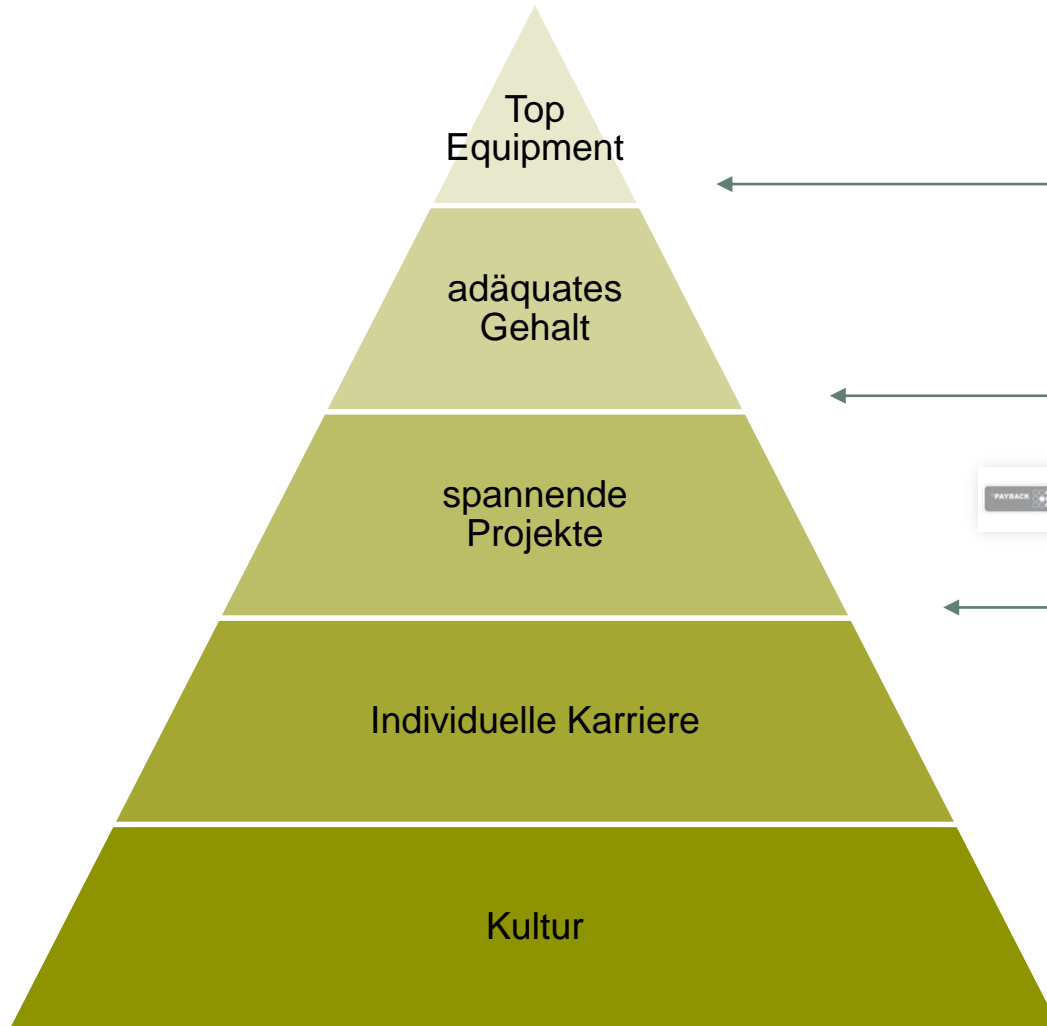 Top
Equipment
adäquates
Gehalt
PAYBACK
spannende
Projekte
Individuelle Karriere
Kultur